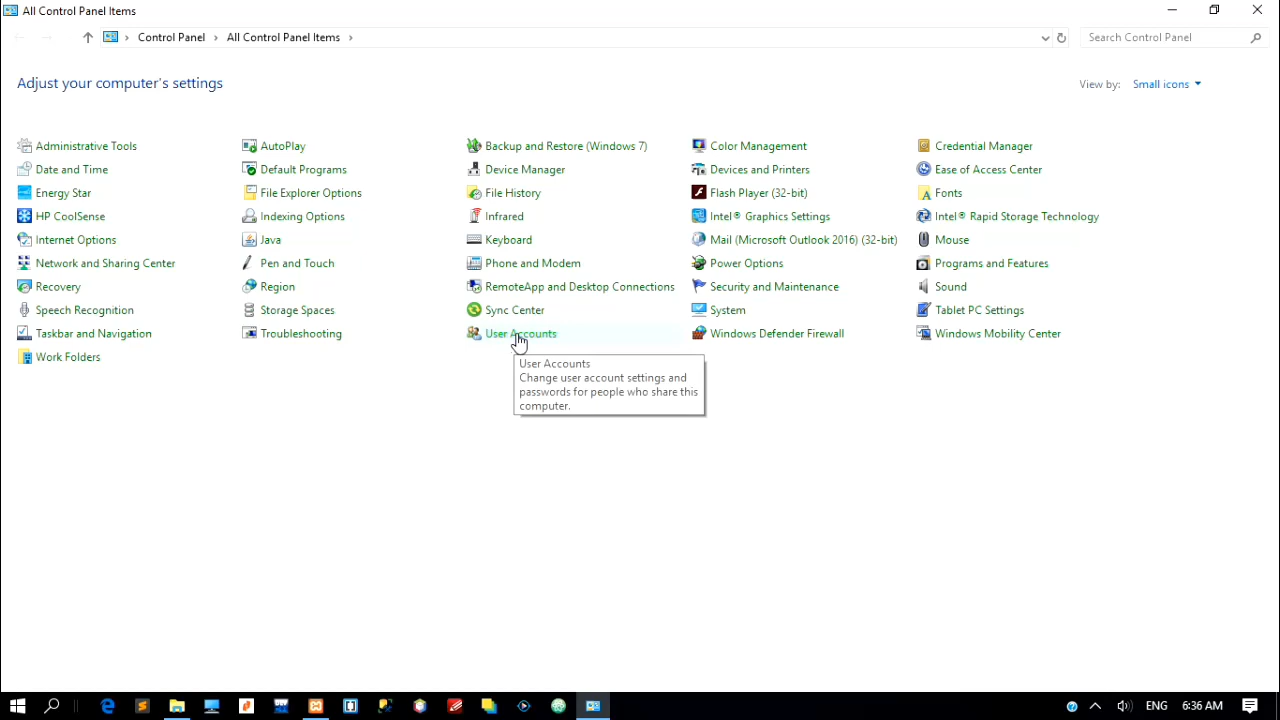 All Control Panel Items
Control Panel > All Control Panel Items >
Search Control Panel
Adjust your computer's settings
View by: Small icons
Administrative Tools
AutoPlay
Backup and Restore (Windows 7)
Color Management
Credential Manager
Date and Time
Default Programs
Device Manager
Devices and Printers
Ease of Access Center
Energy Star
File Explorer Options
File History
Flash Player (32-bit)
Fonts
HP CoolSense
Indexing Options
Infrared
Intel® Graphics Settings
Intel® Rapid Storage Technology
Internet Options
Java
Keyboard
Mail (Microsoft Outlook 2016) (32-bit)
Mouse
Network and Sharing Center
Pen and Touch
Phone and Modem
Power Options
Programs and Features
Recovery
Region
RemoteApp and Desktop Connections
Security and Maintenance
Sound
Speech Recognition
Storage Spaces
Sync Center
System
Tablet PC Settings
Taskbar and Navigation
Troubleshooting
User Accounts
Windows Defender Firewall
Windows Mobility Center
Work Folders
User Accounts
Change user account settings and
passwords for people who share this
computer.
ENG
6:36 AM